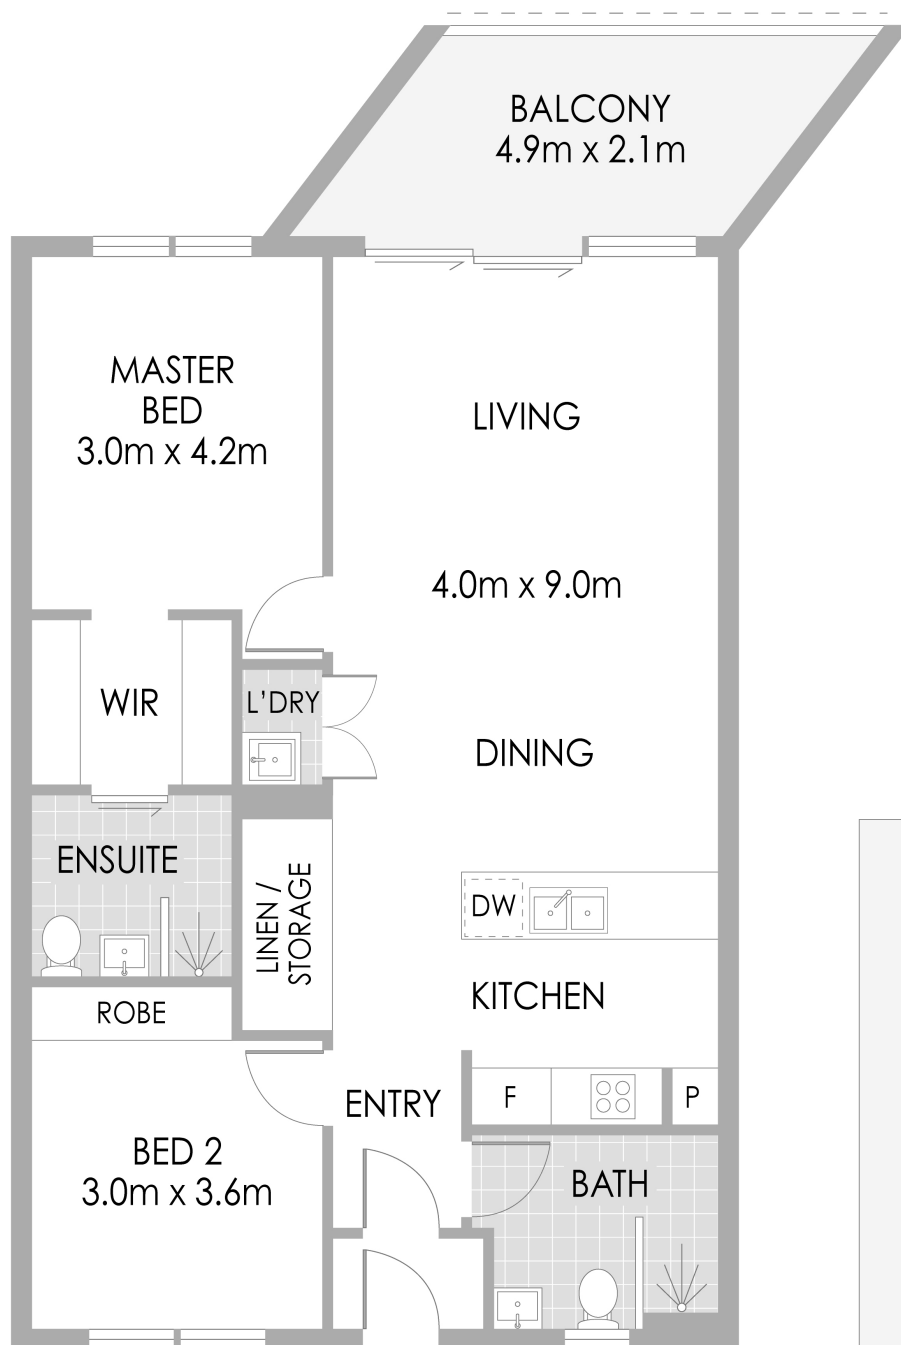 BALCONY
4.9m x 2.1m
MASTER
BED
3.0m x 4.2m
LIVING
4.0m x 9.0m
WIR
L'DRY
DINING
ENSUITE
LINEN /
STORAGE
DW
KITCHEN
ROBE
F
P
ENTRY
BED 2
3.0m x 3.6m
BATH